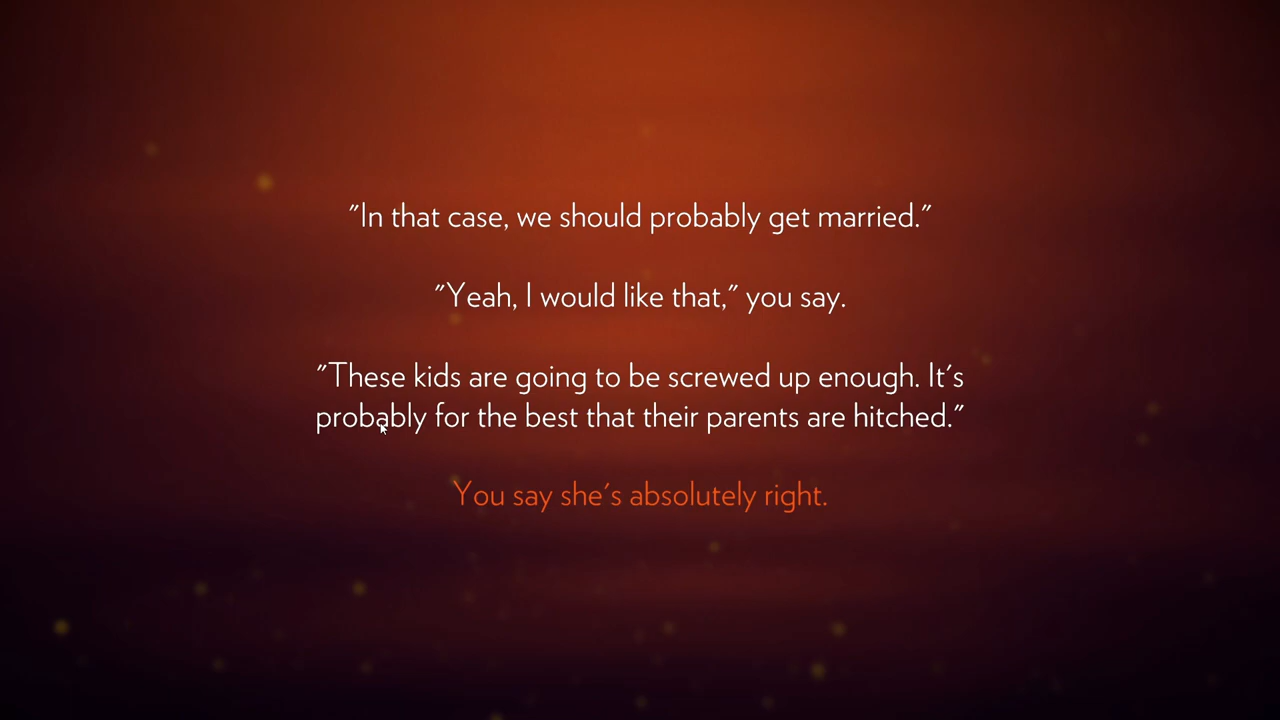 "In that case, we should probably get married."
"Yeah, I would like that," you say.
"These kids are going to be screwed up enough. It's
probably for the best that their parents are hitched."
You say she's absolutely right.